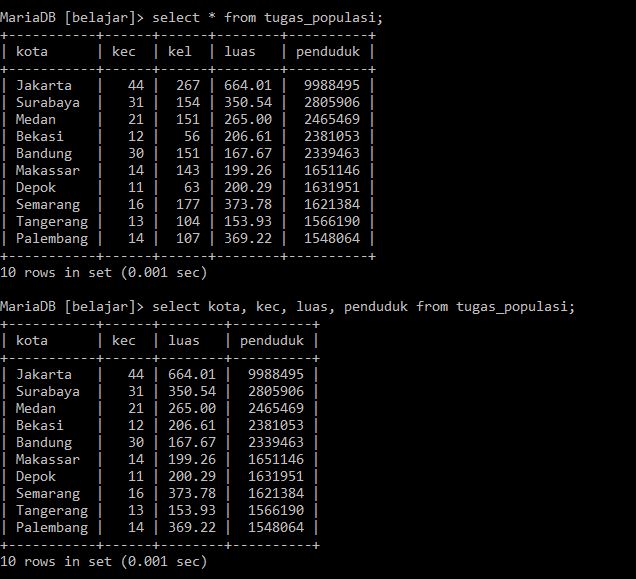 MariaDB [belajar]> select * from tugas_populasi;
+-----------+------+------+--------+----------+
| kota      | kec  | kel  | luas   | penduduk |
+-----------+------+------+--------+----------+
| Jakarta   |   44 |  267 | 664.01 |  9988495 |
| Surabaya  |   31 |  154 | 350.54 |  2805906 |
| Medan     |   21 |  151 | 265.00 |  2465469 |
| Bekasi    |   12 |   56 | 206.61 |  2381053 |
| Bandung   |   30 |  151 | 167.67 |  2339463 |
| Makassar  |   14 |  143 | 199.26 |  1651146 |
| Depok     |   11 |   63 | 200.29 |  1631951 |
| Semarang  |   16 |  177 | 373.78 |  1621384 |
| Tangerang |   13 |  104 | 153.93 |  1566190 |
| Palembang |   14 |  107 | 369.22 |  1548064 |
+-----------+------+------+--------+----------+
10 rows in set (0.001 sec)

MariaDB [belajar]> select kota, kec, luas, penduduk from tugas_populasi;
+-----------+------+--------+----------+
| kota      | kec  | luas   | penduduk |
+-----------+------+--------+----------+
| Jakarta   |   44 | 664.01 |  9988495 |
| Surabaya  |   31 | 350.54 |  2805906 |
| Medan     |   21 | 265.00 |  2465469 |
| Bekasi    |   12 | 206.61 |  2381053 |
| Bandung   |   30 | 167.67 |  2339463 |
| Makassar  |   14 | 199.26 |  1651146 |
| Depok     |   11 | 200.29 |  1631951 |
| Semarang  |   16 | 373.78 |  1621384 |
| Tangerang |   13 | 153.93 |  1566190 |
| Palembang |   14 | 369.22 |  1548064 |
+-----------+------+--------+----------+
10 rows in set (0.001 sec)